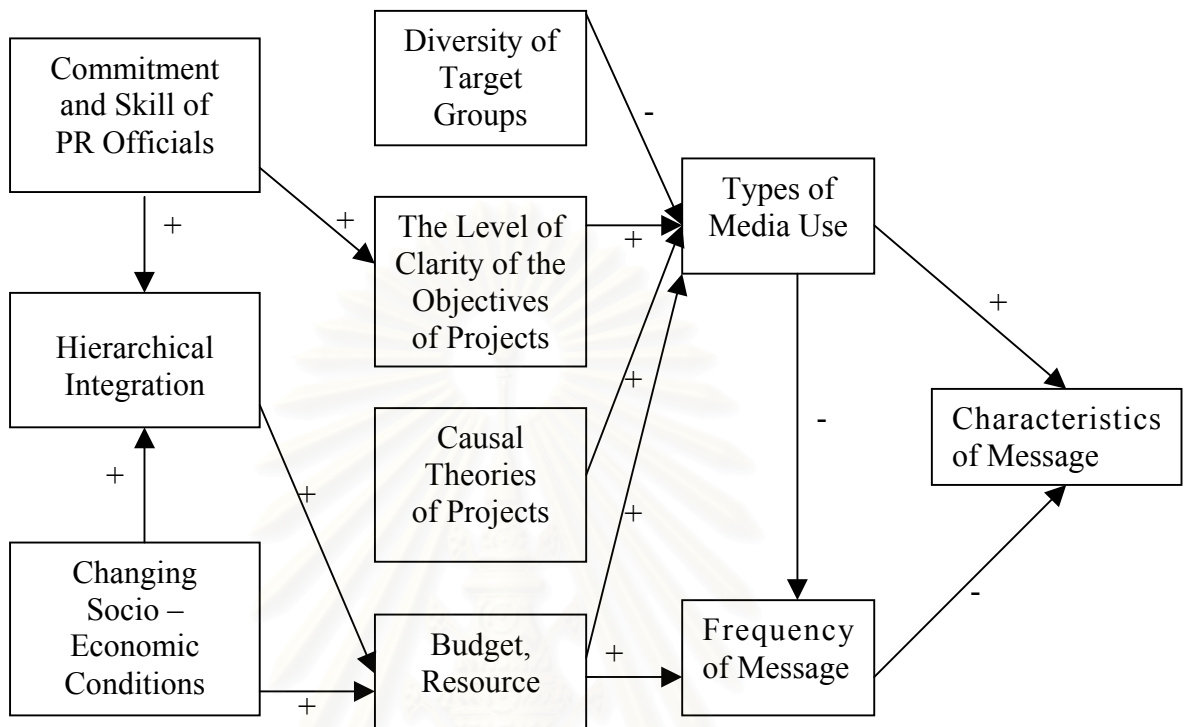 Commitment
and Skill of
PR Officials
+
Hierarchical
Integration
+
Changing
Socio –
Economic
Conditions
+
+
+
Diversity of
Target
Groups
-
The Level of
Clarity of the
Objectives
of Projects
+
Causal
Theories
of Projects
+
+
Budget,
Resource
+
Types of
Media Use
-
+
Frequency
of Message
-
Characteristics
of Message